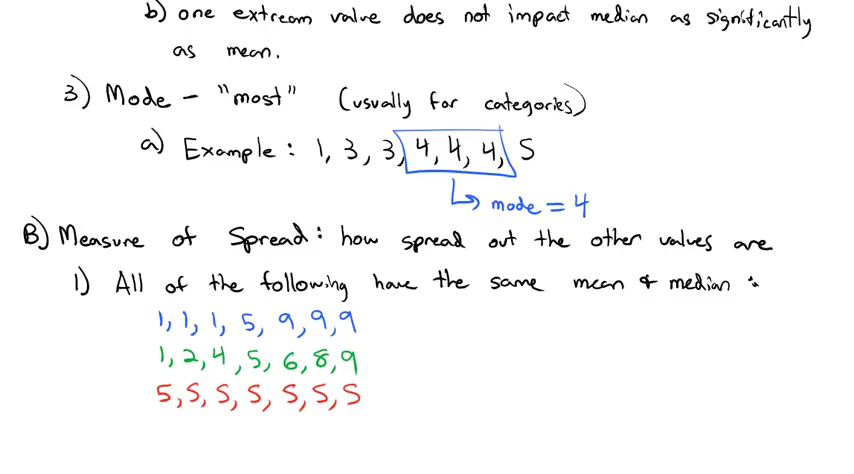 b) one extream value does not impact median as significantly
as mean.
3) Mode - "most" (usually for categories)
a) Example : 1, 3, 3, 4, 4, 4, 5
↳ mode = 4
B) Measure of Spread : how spread out the other values are
1) All of the following have the same mean & median :
1, 1, 1, 5, 9, 9, 9
1, 2, 4, 5, 6, 8, 9
5, 5, 5, 5, 5, 5, 5